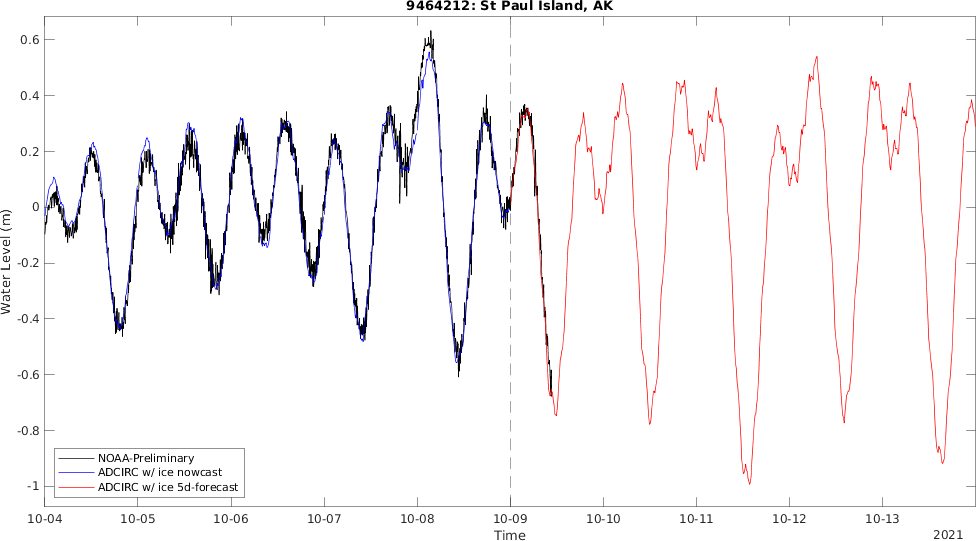 9464212: St Paul Island, AK
Water Level (m)
0.6
0.4
0.2
0
-0.2
-0.4
-0.6
-0.8
-1
NOAA-Preliminary
ADCIRC w/ ice nowcast
ADCIRC w/ ice 5d-forecast
10-04 10-05 10-06 10-07 10-08 10-09 10-10 10-11 10-12 10-13
Time
2021